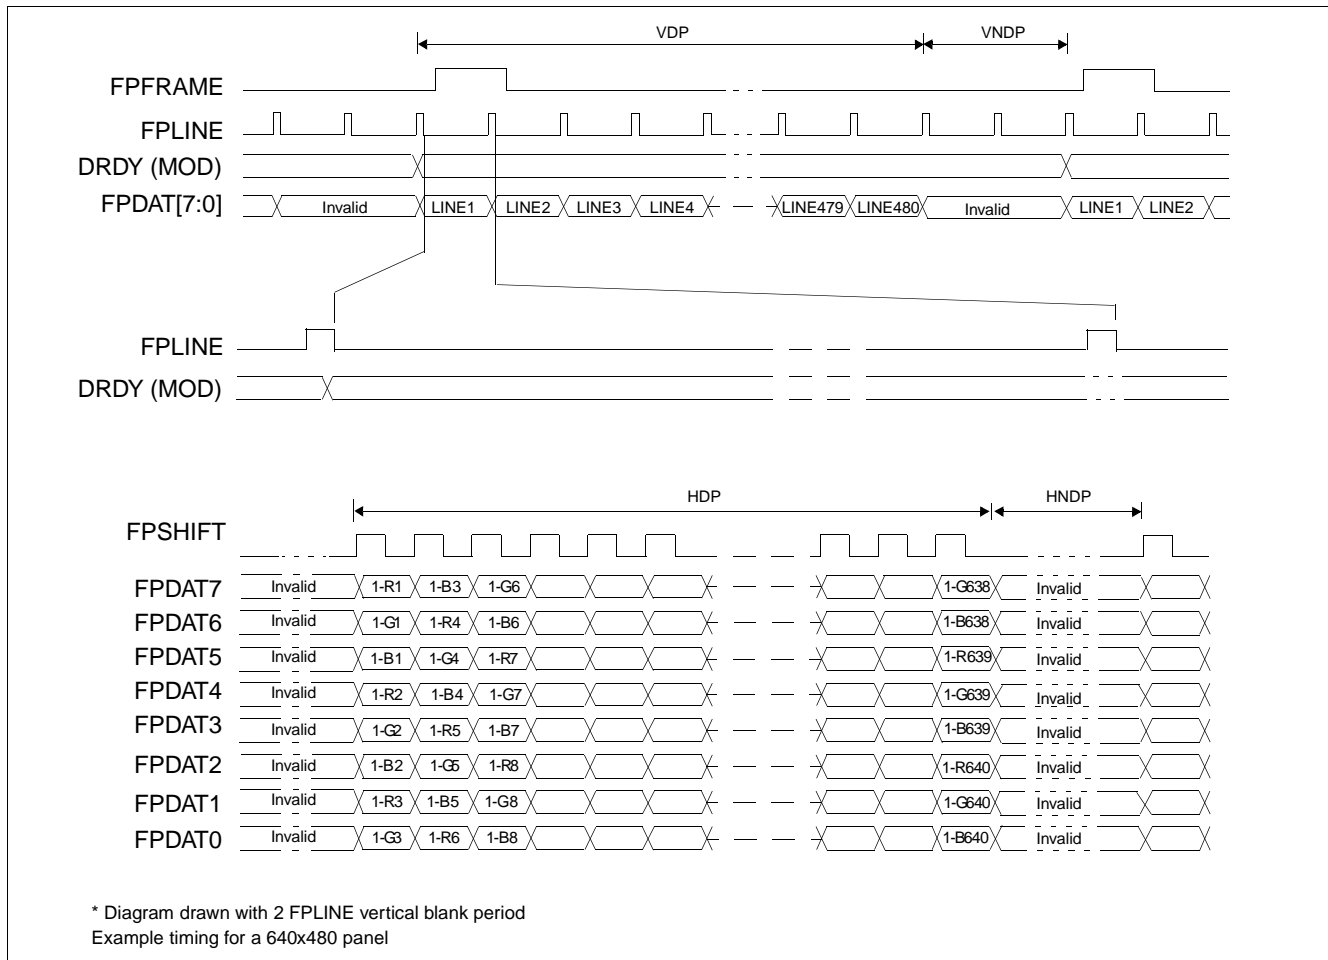 VDP VNDP
FPFRAME
FPLINE
DRDY (MOD)
FPDAT[7:0] Invalid LINE1 LINE2 LINE3 LINE4 LINE479 LINE480 Invalid LINE1 LINE2
FPLINE
DRDY (MOD)
HDP HNDP
FPSHIFT
FPDAT7 Invalid 1-R1 1-B3 1-G6 1-G638 Invalid
FPDAT6 Invalid 1-G1 1-R4 1-B6 1-B638 Invalid
FPDAT5 Invalid 1-B1 1-G4 1-R7 1-R639 Invalid
FPDAT4 Invalid 1-R2 1-B4 1-G7 1-G639 Invalid
FPDAT3 Invalid 1-G2 1-R5 1-B7 1-B639 Invalid
FPDAT2 Invalid 1-B2 1-G5 1-R8 1-R640 Invalid
FPDAT1 Invalid 1-R3 1-B5 1-G8 1-G640 Invalid
FPDAT0 Invalid 1-G3 1-R6 1-B8 1-B640 Invalid
* Diagram drawn with 2 FPLINE vertical blank period
Example timing for a 640x480 panel